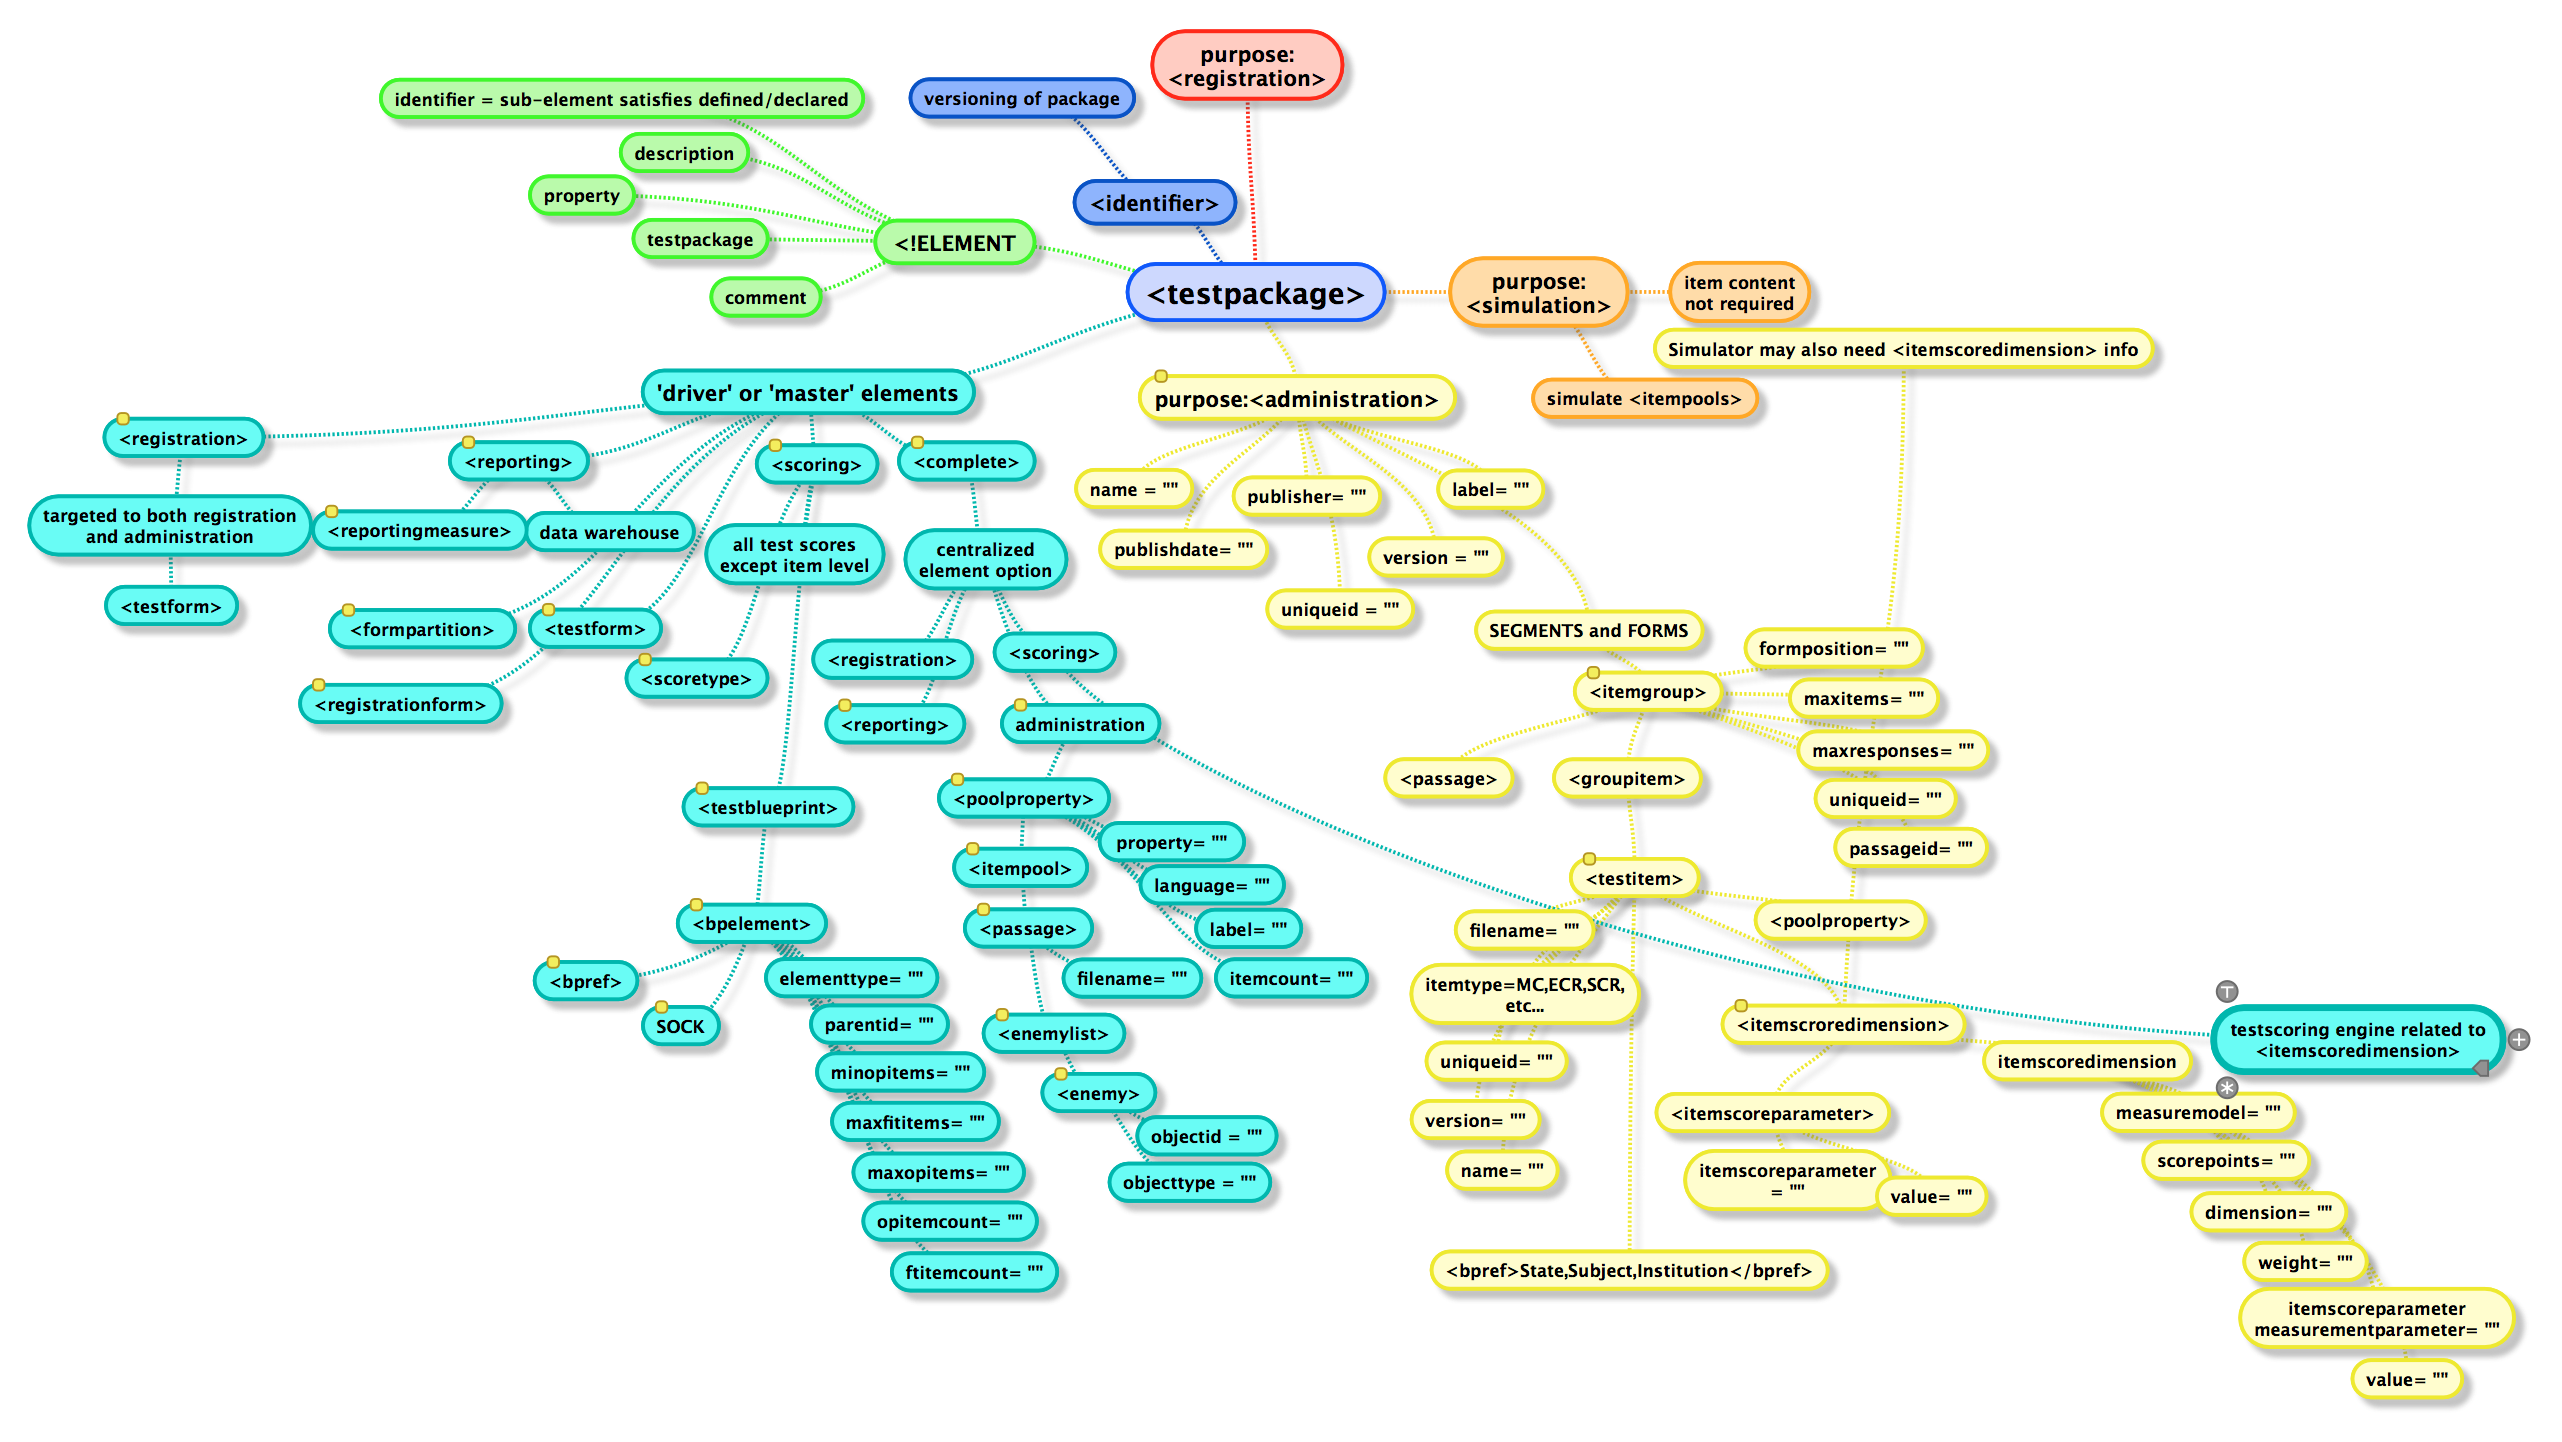 purpose:
<registration>
identifier = sub-element satisfies defined/declared
versioning of package
description
property
<identifier>
testpackage
<!ELEMENT
comment
<testpackage>
purpose:
<simulation>
item content
not required
Simulator may also need <itemscoredimension> info
simulate <itempools>
'driver' or 'master' elements
purpose:<administration>
<registration>
<reporting>
<scoring>
<complete>
name = ""
publisher= ""
label= ""
targeted to both registration
and administration
<reportingmeasure>
data warehouse
all test scores
except item level
centralized
element option
publishdate= ""
version = ""
<testform>
uniqueid = ""
<formpartition>
<testform>
SEGMENTS and FORMS
<registrationform>
<scoretype>
<registration>
<scoring>
formposition= ""
<itemgroup>
maxitems= ""
<reporting>
administration
maxresponses= ""
<passage>
<groupitem>
uniqueid= ""
passageid= ""
<testblueprint>
<poolproperty>
property= ""
<itempool>
language= ""
<testitem>
label= ""
<bpelement>
<passage>
filename= ""
<poolproperty>
<bpref>
elementtype= ""
filename= ""
itemcount= ""
itemtype=MC,ECR,SCR,
etc...
SOCK
parentid= ""
<enemylist>
<itemscroredimension>
testscoring engine related to
<itemscoredimension>
minopitems= ""
<enemy>
uniqueid= ""
itemscoredimension
maxfititems= ""
objectid = ""
version= ""
<itemscoreparameter>
measuremodel= ""
maxopitems= ""
objecttype = ""
name= ""
itemscoreparameter
= ""
value= ""
scorepoints= ""
opitemcount= ""
dimension= ""
ftitemcount= ""
<bpref>State,Subject,Institution</bpref>
weight= ""
itemscoreparameter
measurementparameter= ""
value= ""